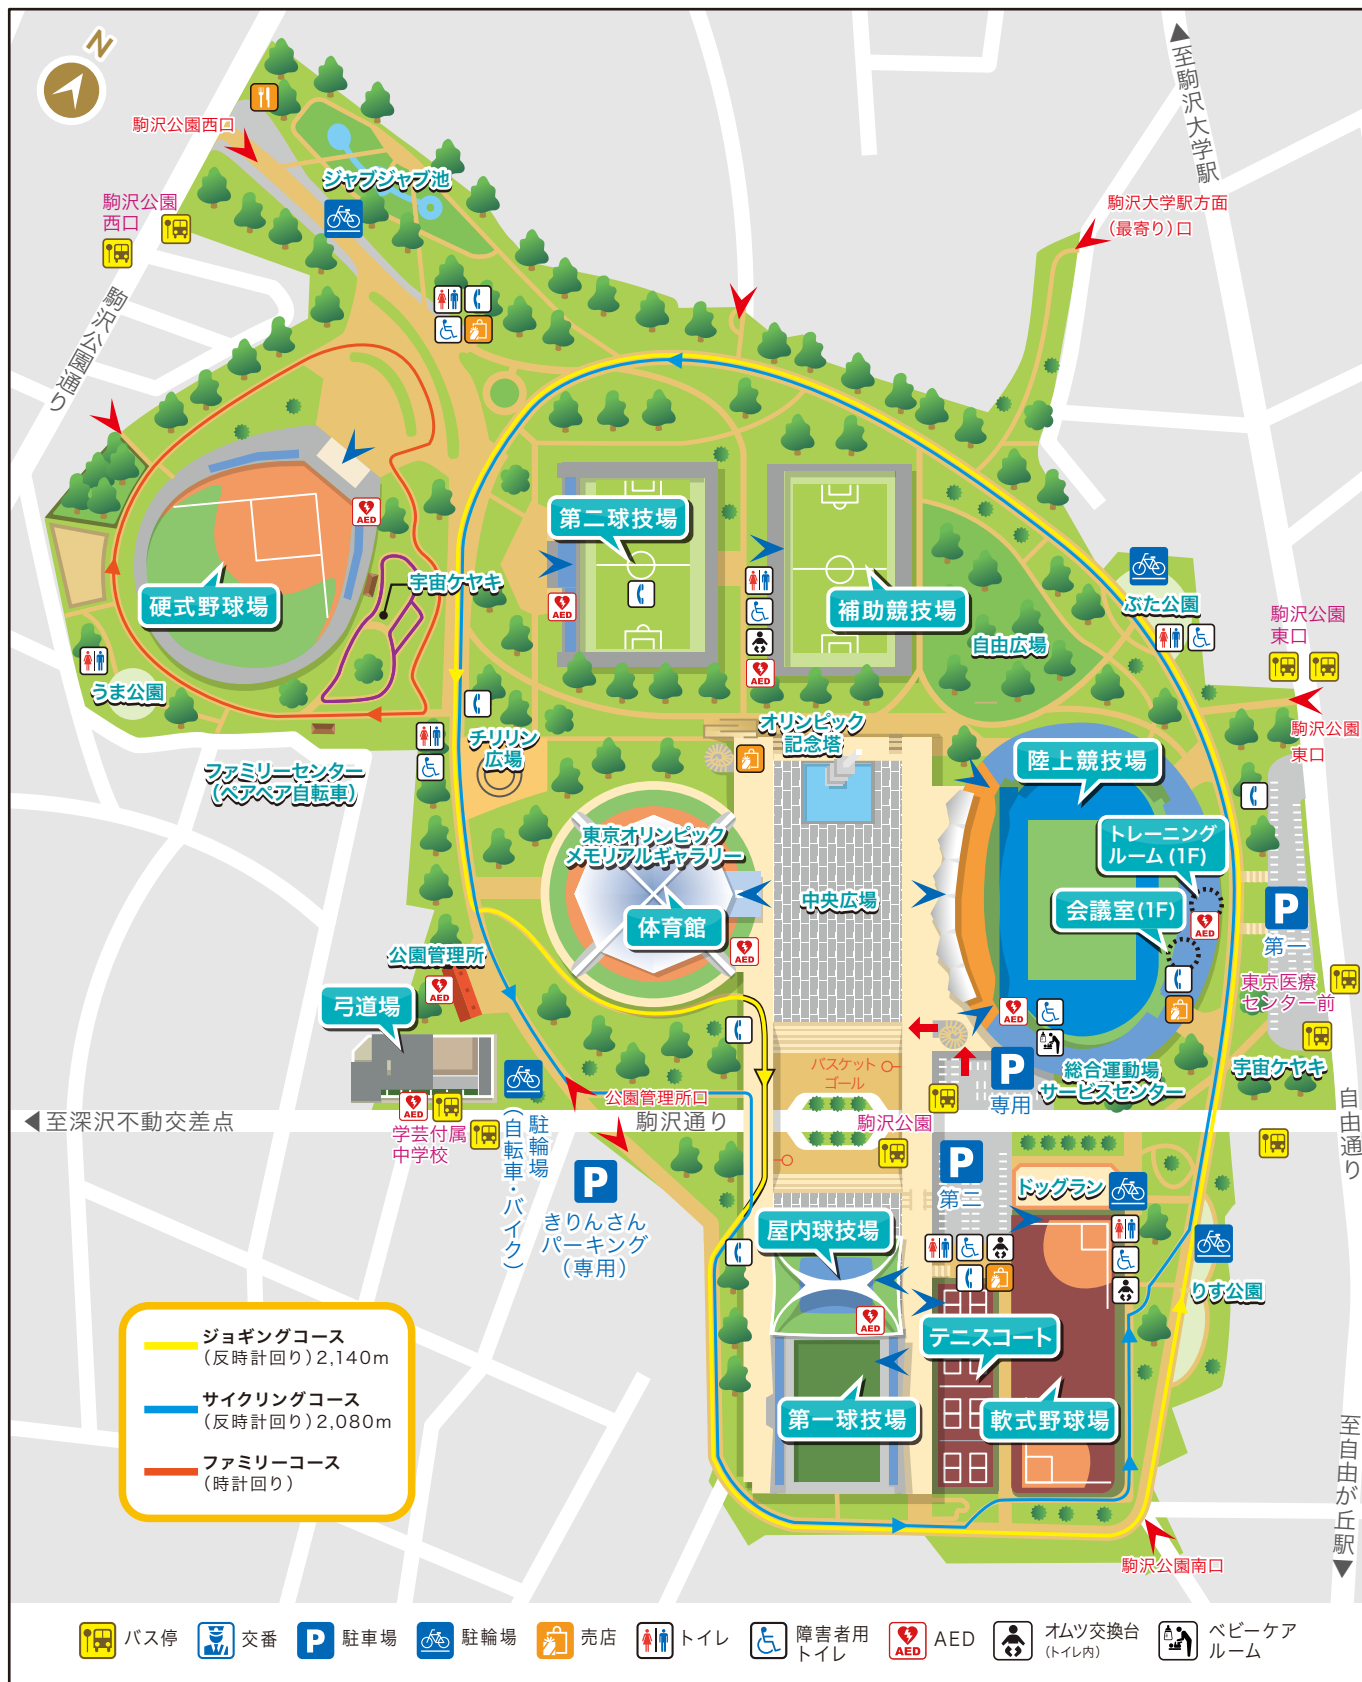 N
駒沢公園西口
ジャブジャブ池
駒沢公園
西口
駒沢公園通り
▲至駒沢大学駅
駒沢大学駅方面
(最寄り)口
第二球技場
硬式野球場
宇宙ケヤキ
AED
AED
補助競技場
自由広場
ぶた公園
駒沢公園
東口
駒沢公園
東口
うま公園
AED
チリリン
広場
オリンピック
記念塔
陸上競技場
ファミリーセンター
(ペアペア自転車)
東京オリンピック
メモリアルギャラリー
トレーニング
ルーム(1F)
中央広場
会議室(1F)
体育館
P
第一
AED
AED
公園管理所
AED
弓道場
東京医療
センター前
AED
バスケット
ゴール
P
専用
総合運動場
サービスセンター
宇宙ケヤキ
公園管理所口
◀至深沢不動交差点
駒沢通り
駒沢公園
AED
学芸付属
中学校
駐輪場
(自転車・バイク)
自由通り
P
きりんさん
パーキング
(専用)
P
第二
ドッグラン
屋内球技場
りす公園
AED
テニスコート
第一球技場
軟式野球場
ジョギングコース
(反時計回り)2,140m
サイクリングコース
(反時計回り)2,080m
ファミリーコース
(時計回り)
至自由が丘駅▼
駒沢公園南口
バス停
交番
P
駐車場
駐輪場
売店
トイレ
障害者用
トイレ
AED
AED
オムツ交換台
(トイレ内)
ベビーケア
ルーム